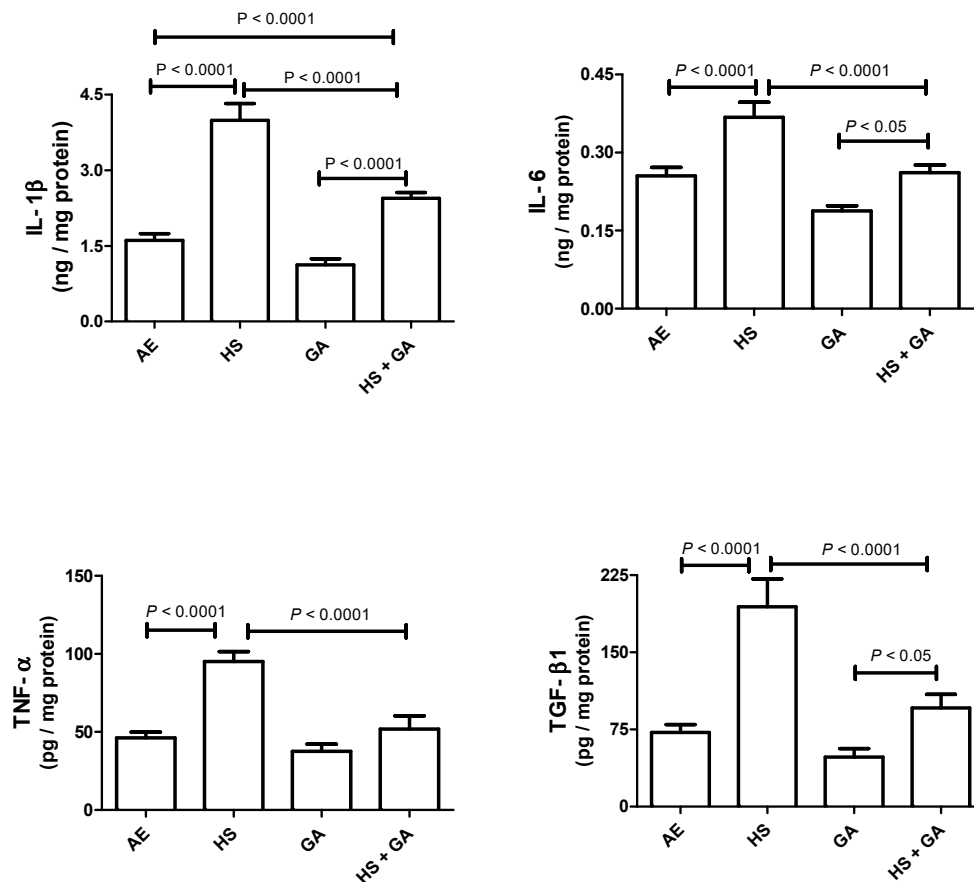 P < 0.0001
P < 0.0001
P < 0.0001
P < 0.0001
IL-1β
(ng / mg protein)
4.5
3.0
1.5
0.0
AE
HS
GA
HS + GA
P < 0.0001
P < 0.0001
P < 0.05
IL-6
(ng / mg protein)
0.45
0.30
0.15
0.00
AE
HS
GA
HS + GA
P < 0.0001
P < 0.0001
TNF-α
(pg / mg protein)
150
100
50
0
AE
HS
GA
HS + GA
P < 0.0001
P < 0.0001
P < 0.05
TGF-β1
(pg / mg protein)
225
150
75
0
AE
HS
GA
HS + GA